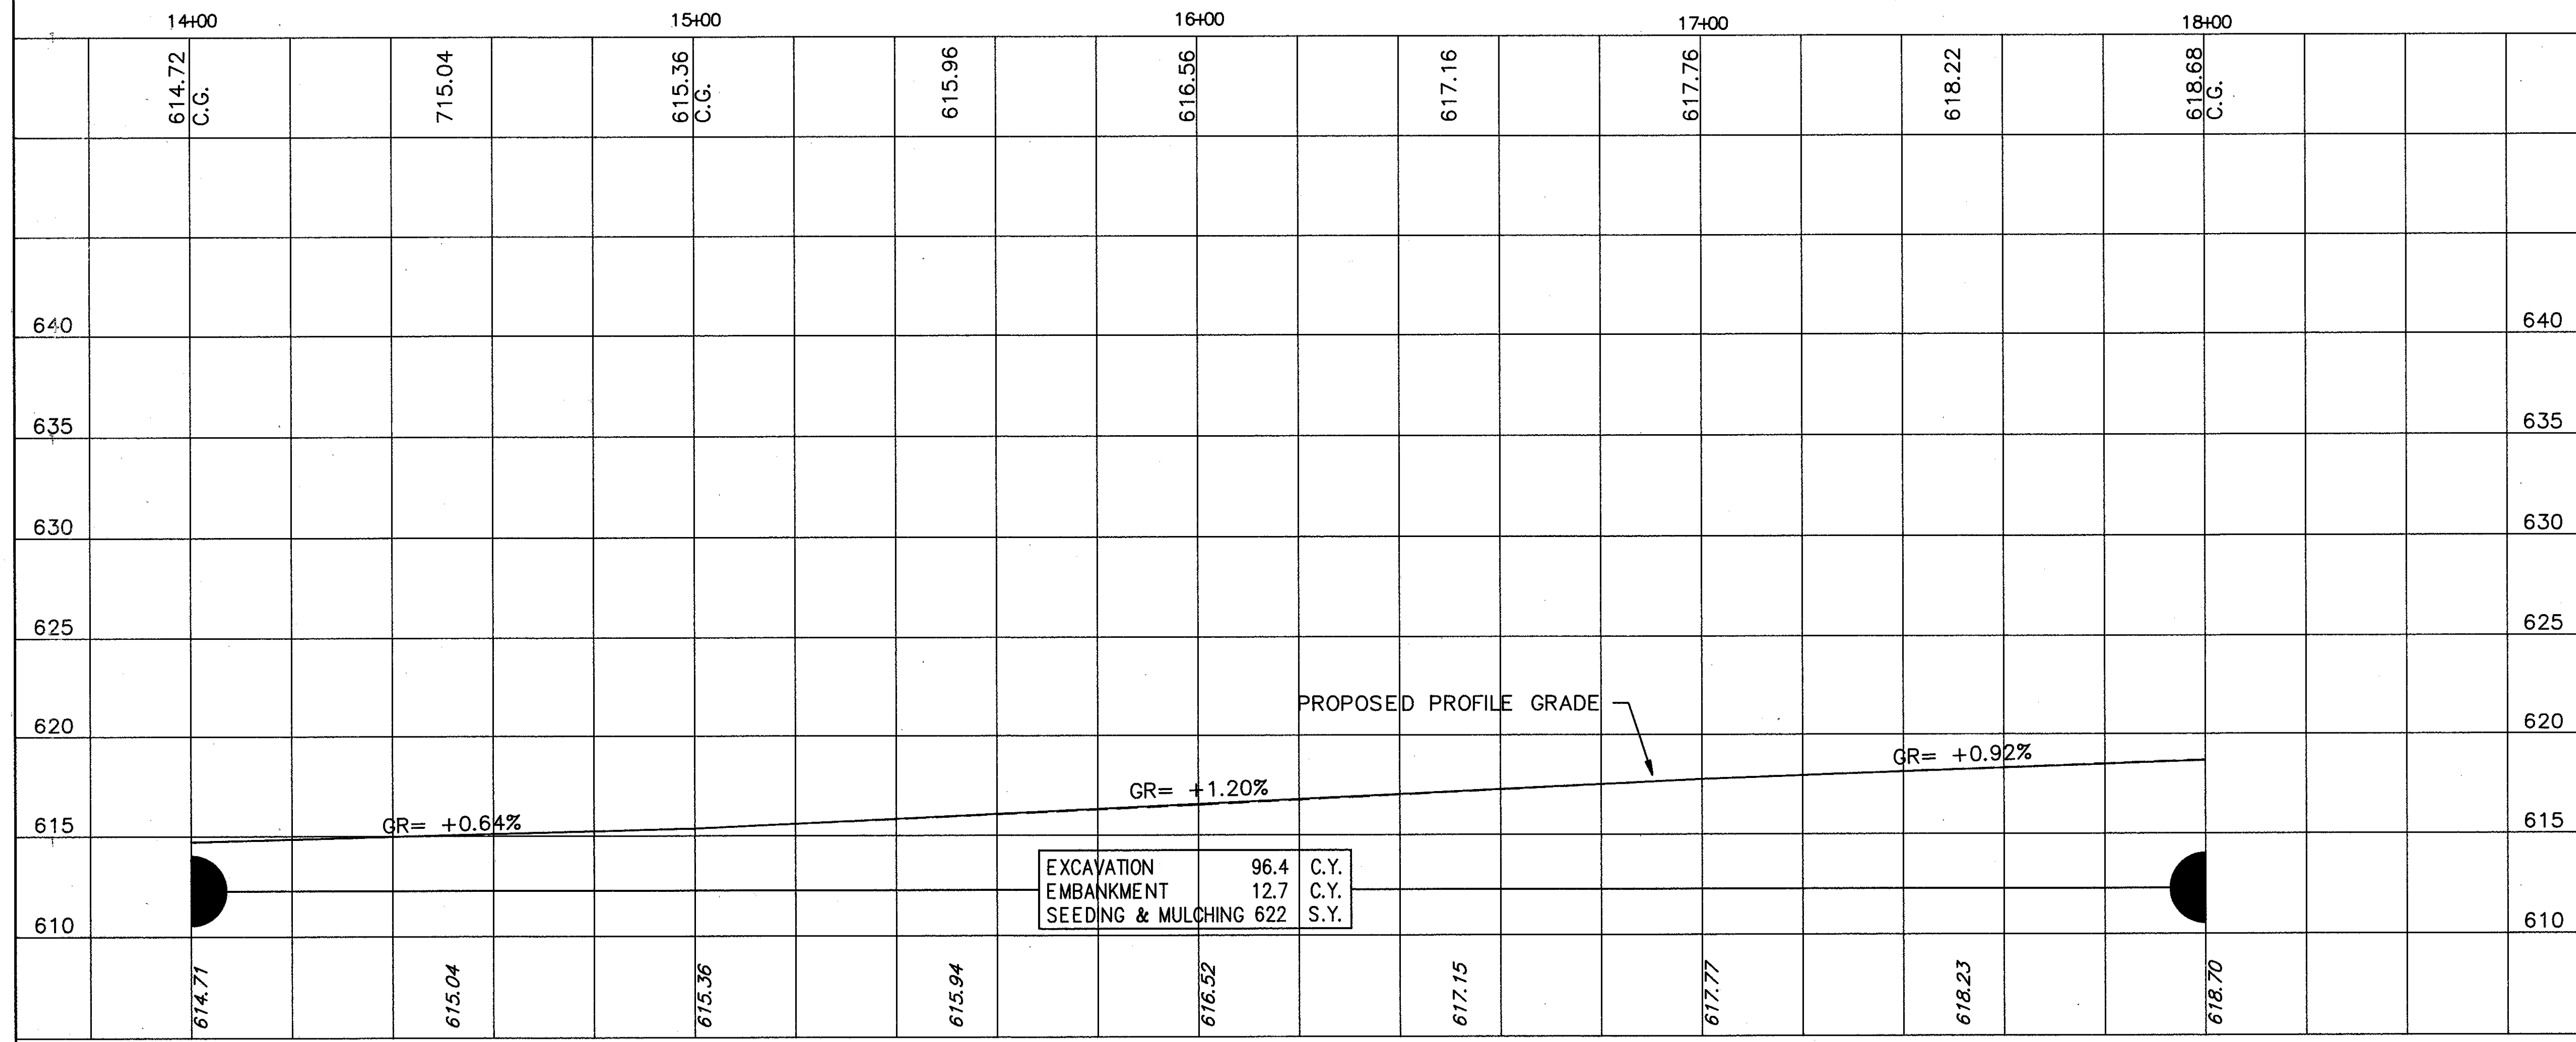 14+00 15+00 16+00 17+00 18+00
614.72 715.04 615.36 615.96 616.56 617.16 617.76 618.22 618.68
C.G. C.G. C.G.
640 640
635 635
630 630
625 625
PROPOSED PROFILE GRADE
620 620
GR= +0.92%
GR= +1.20%
GR= +0.64%
615 615
EXCAVATION 96.4 C.Y.
EMBANKMENT 12.7 C.Y.
SEEDING & MULCHING 622 S.Y.
610 610
614.71 615.04 615.36 615.94 616.52 617.15 617.77 618.23 618.70